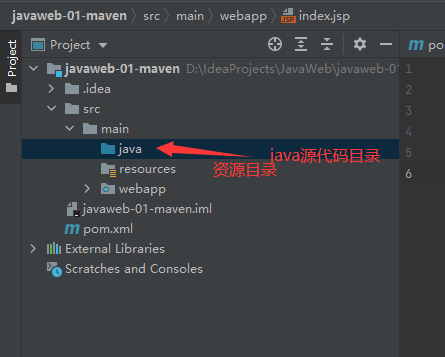 javaweb-01-maven src main webapp index.jsp
Project
Project
javaweb-01-maven D:\IdeaProjects\JavaWeb\javaweb-0
.idea
src
main
java
java源代码目录
resources
资源目录
webapp
javaweb-01-maven.iml
pom.xml
External Libraries
Scratches and Consoles
m po
1
2
3
4
5
6